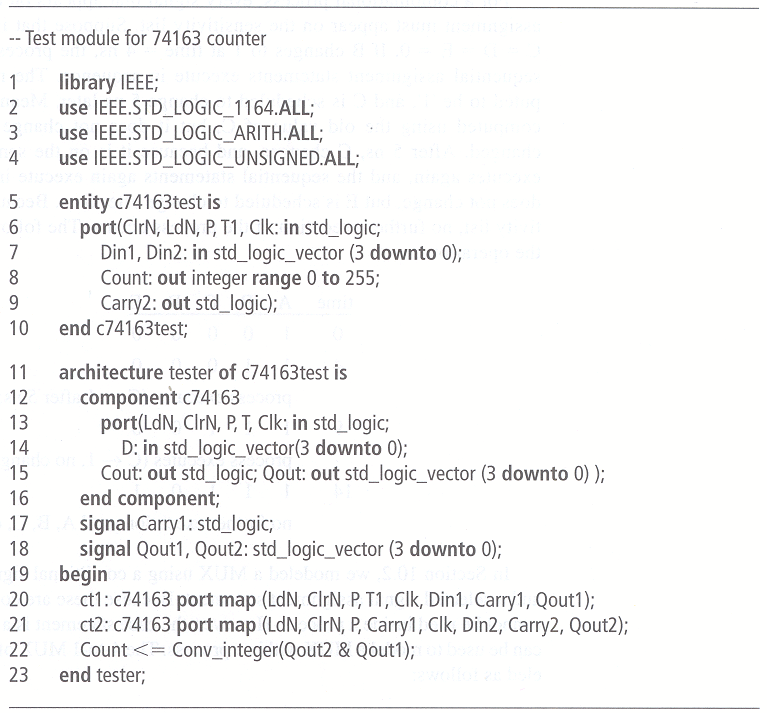 -- Test module for 74163 counter
1 library IEEE;
2 use IEEE.STD_LOGIC_1164.ALL;
3 use IEEE.STD_LOGIC_ARITH.ALL;
4 use IEEE.STD_LOGIC_UNSIGNED.ALL;
5 entity c74163test is
6 port(ClrN, LdN, P, T1, Clk: in std_logic;
7 Din1, Din2: in std_logic_vector (3 downto 0);
8 Count: out integer range 0 to 255;
9 Carry2: out std_logic);
10 end c74163test;
11 architecture tester of c74163test is
12 component c74163
13 port(LdN, ClrN, P, T, Clk: in std_logic;
14 D: in std_logic_vector(3 downto 0);
15 Cout: out std_logic; Qout: out std_logic_vector (3 downto 0) );
16 end component;
17 signal Carry1: std_logic;
18 signal Qout1, Qout2: std_logic_vector (3 downto 0);
19 begin
20 ct1: c74163 port map (LdN, ClrN, P, T1, Clk, Din1, Carry1, Qout1);
21 ct2: c74163 port map (LdN, ClrN, P, Carry1, Clk, Din2, Carry2, Qout2);
22 Count <= conv_integer(Qout2 & Qout1);
23 end tester;